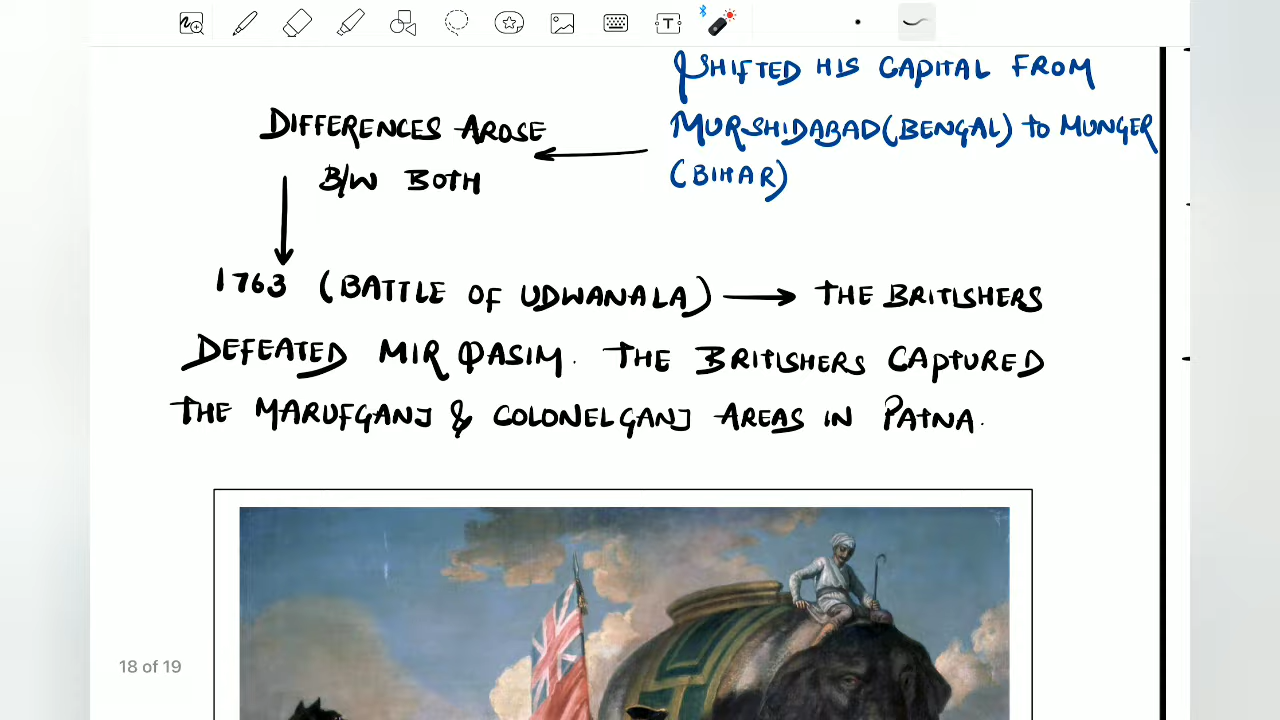 SHIFTED HIS CAPITAL FROM
MURSHIDABAD(BENGAL) TO MUNGER
(BIHAR)
DIFFERENCES AROSE
B/W BOTH
1763 (BATTLE OF UDWANALA) → THE BRITISHERS
DEFEATED MIR QASIM. THE BRITISHERS CAPTURED
THE MARUFGANJ & COLONELGANJ AREAS IN PATNA.
18 of 19